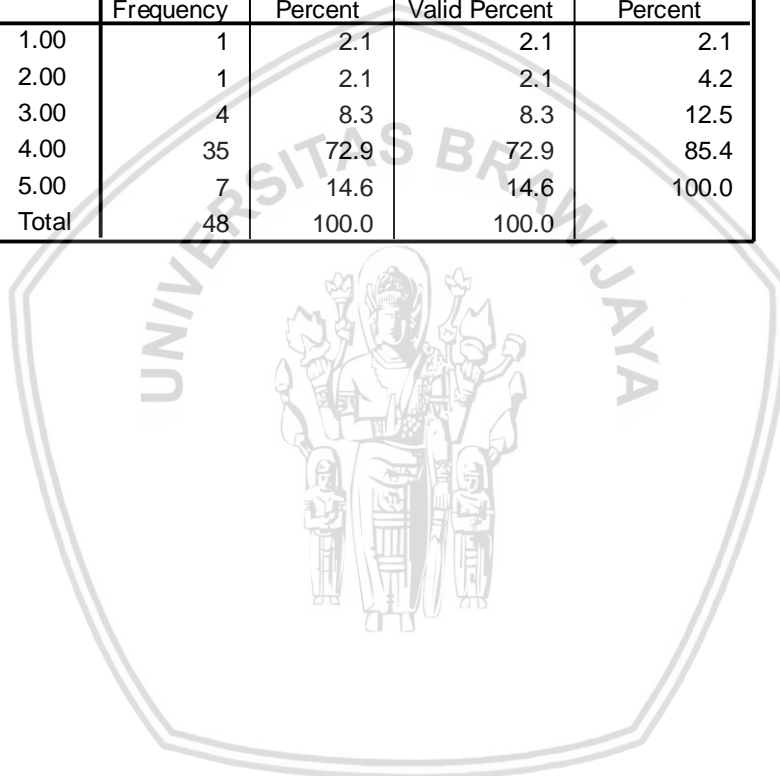 Frequency Percent Valid Percent Percent
1.00 1 2.1 2.1 2.1
2.00 1 2.1 2.1 4.2
3.00 4 8.3 8.3 12.5
4.00 35 72.9 72.9 85.4
5.00 7 14.6 14.6 100.0
Total 48 100.0 100.0
UNIVERSITAS BRAWIJAYA